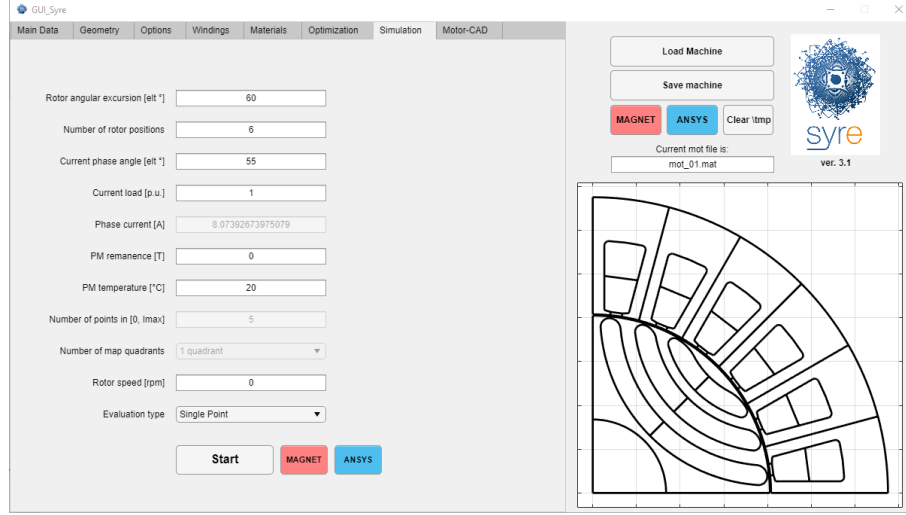 GUI_Syre
Main Data Geometry Options Windings Materials Optimization Simulation Motor-CAD
Rotor angular excursion [elt °] 60
Number of rotor positions 6
Current phase angle [elt °] 55
Current load [p.u.] 1
Phase current [A] 8.07392673975079
PM remanence [T] 0
PM temperature [°C] 20
Number of points in [0, Imax] 5
Number of map quadrants 1 quadrant
Rotor speed [rpm] 0
Evaluation type Single Point
Start MAGNET ANSYS
Load Machine
Save machine
MAGNET ANSYS Clear \tmp
Current mot file is:
mot_01.mat
syre
ver. 3.1